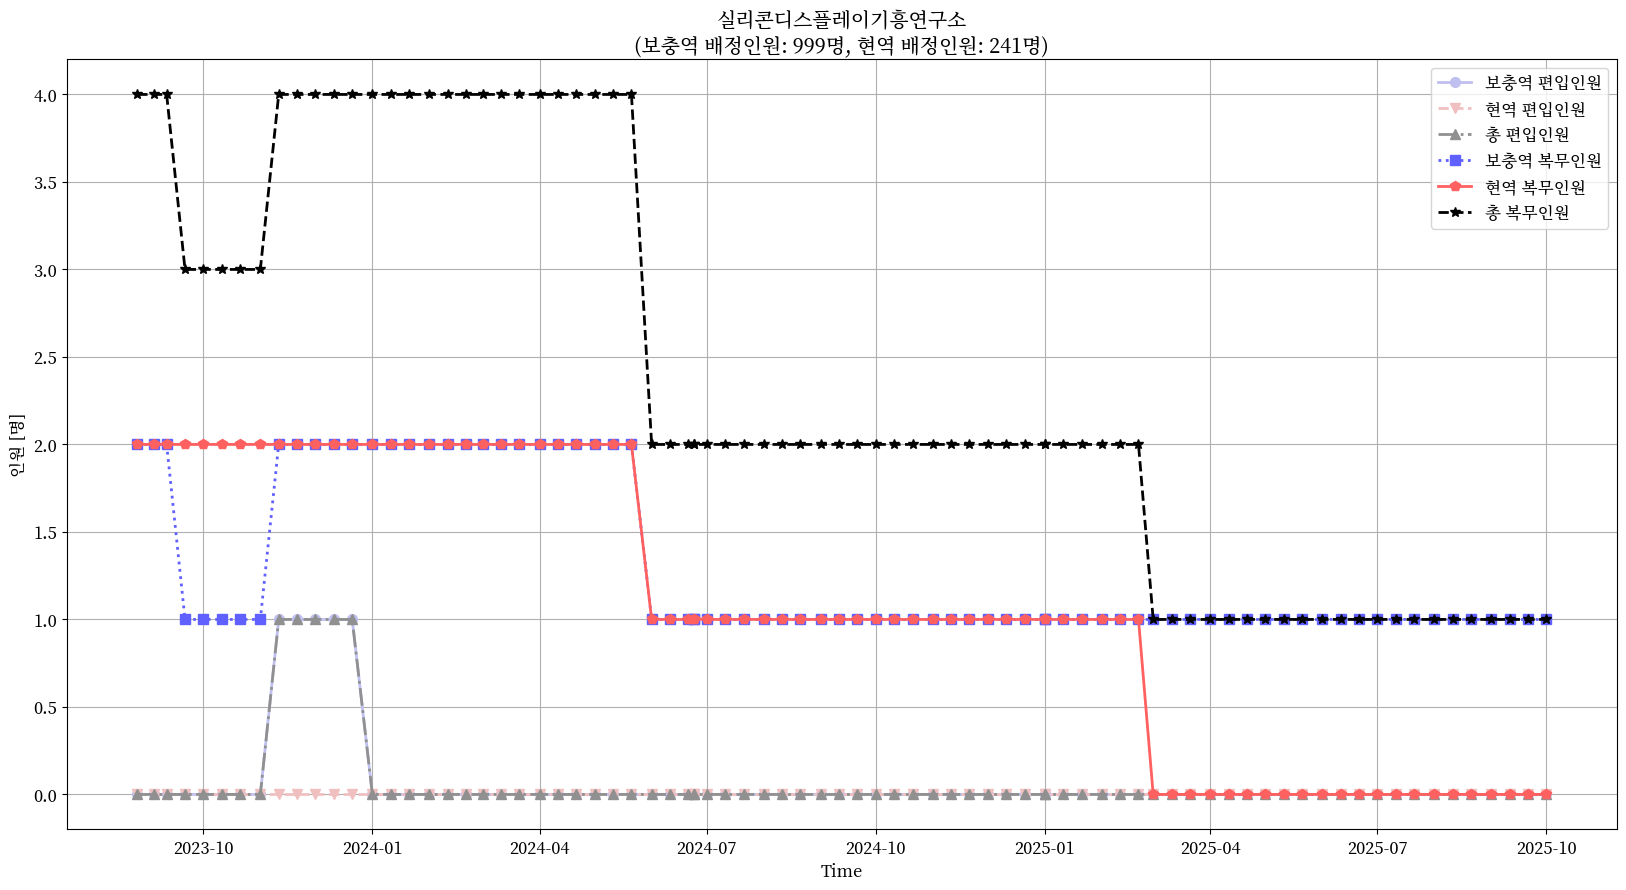 실리콘디스플레이기흥연구소
(보충역 배정인원: 999명, 현역 배정인원: 241명)
보충역 편입인원
현역 편입인원
총 편입인원
보충역 복무인원
현역 복무인원
총 복무인원
4.0
3.5
3.0
2.5
2.0
1.5
1.0
0.5
0.0
인원 [명]
2023-10
2024-01
2024-04
2024-07
2024-10
2025-01
2025-04
2025-07
2025-10
Time